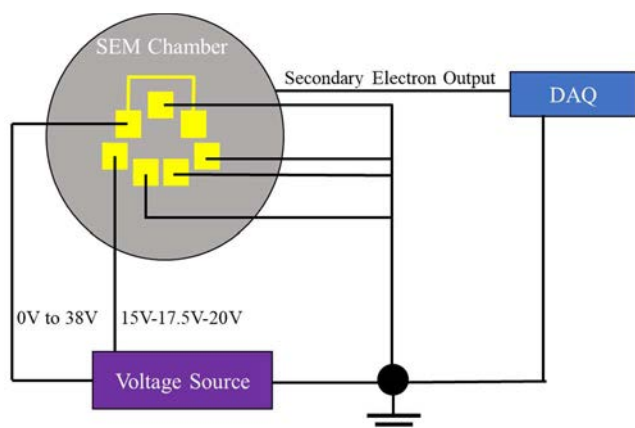 SEM Chamber
Secondary Electron Output
DAQ
0V to 38V
15V-17.5V-20V
Voltage Source